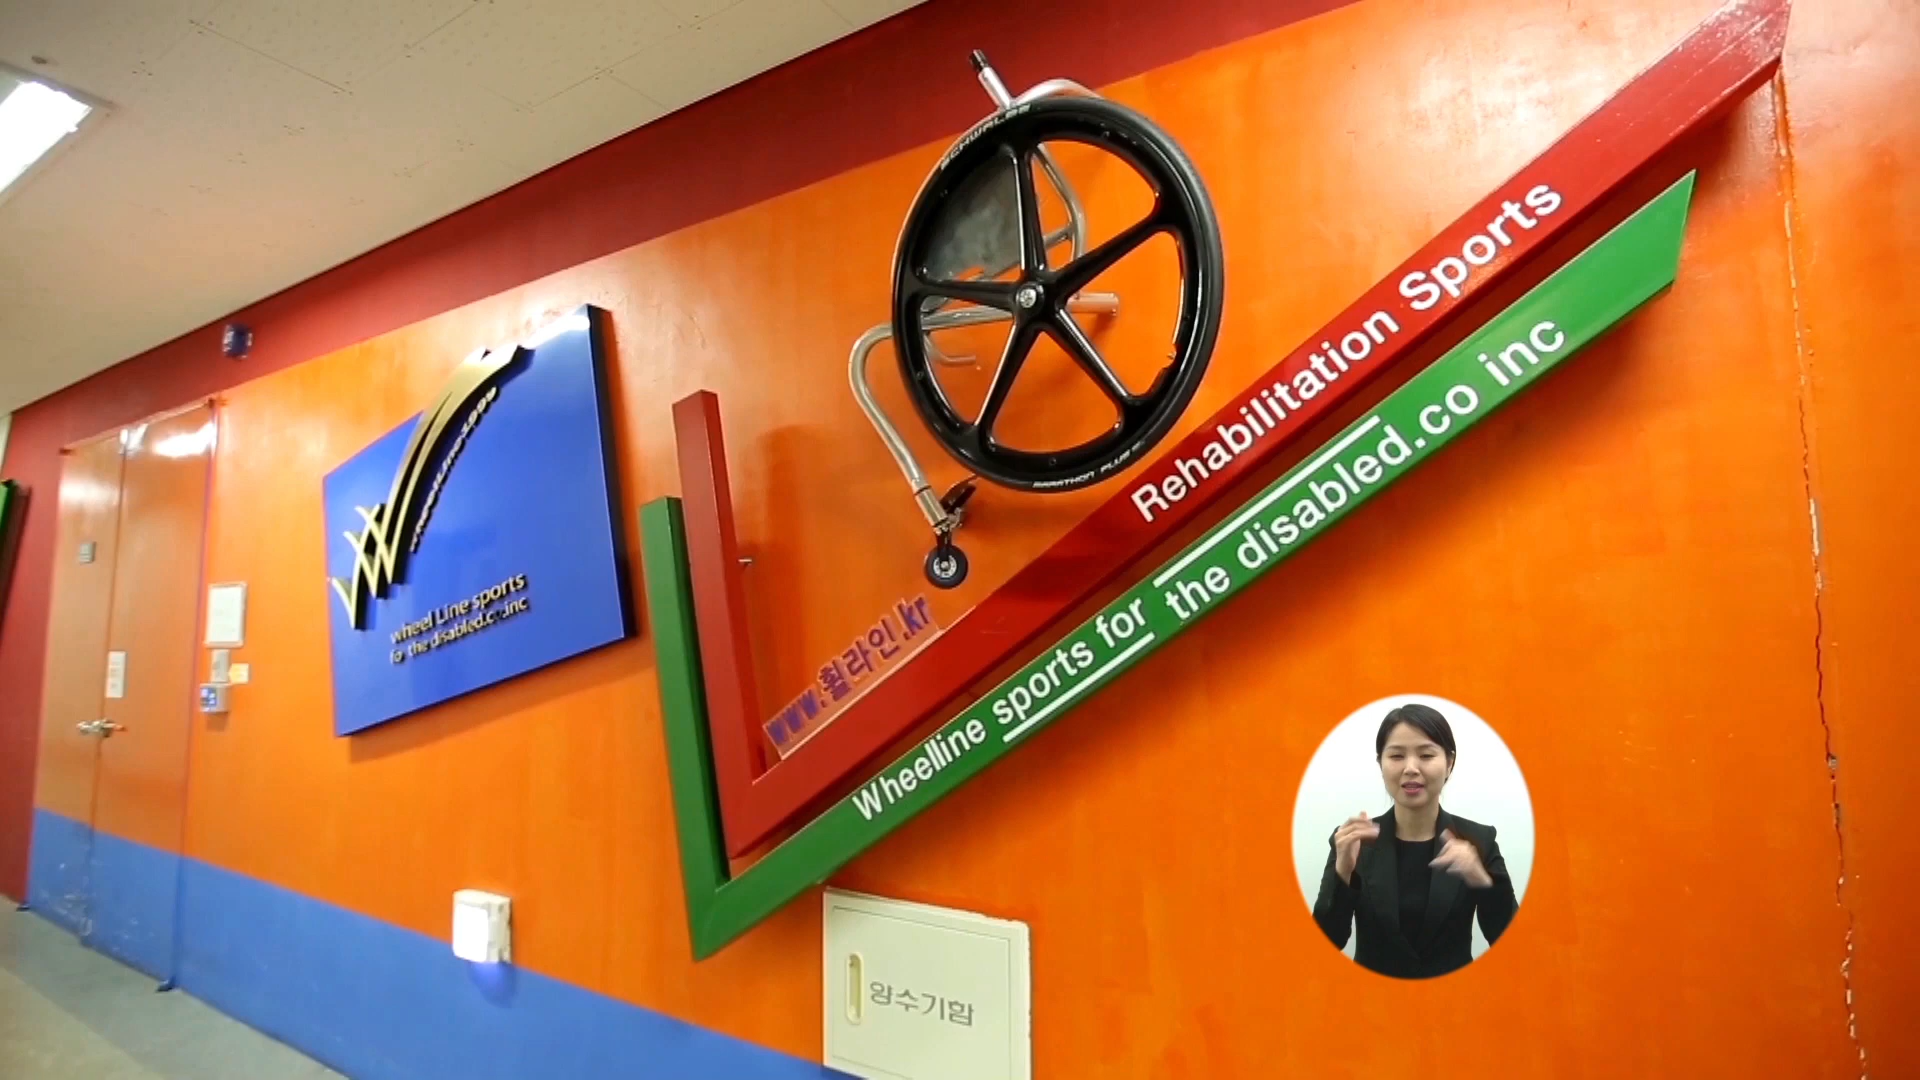 SCHWALBE
MARATHON PLUS
Rehabilitation Sports
Wheelline sports for the disabled.co inc
www.휠라인.kr
wheel Line sports
for the disabled.co.inc
양수기함